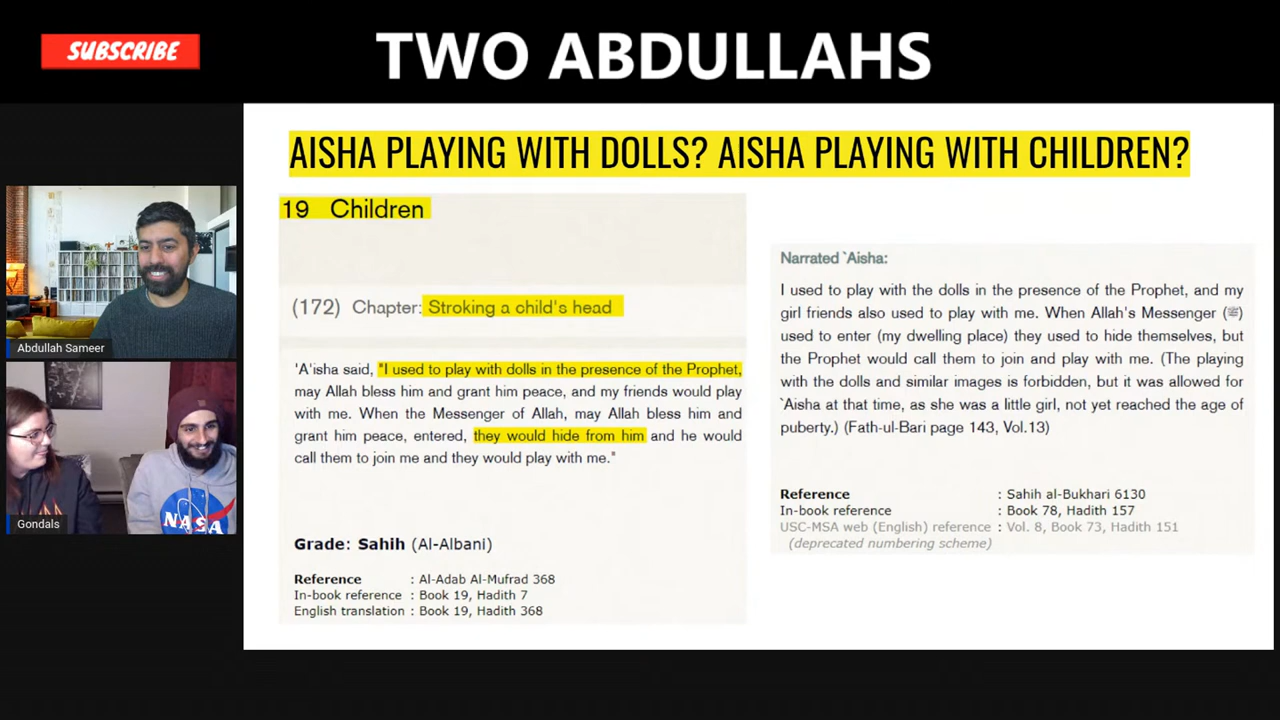 SUBSCRIBE
TWO ABDULLAHS
AISHA PLAYING WITH DOLLS? AISHA PLAYING WITH CHILDREN?
19 Children
(172) Chapter: Stroking a child's head
'A'isha said, "I used to play with dolls in the presence of the Prophet,
may Allah bless him and grant him peace, and my friends would play
with me. When the Messenger of Allah, may Allah bless him and
grant him peace, entered, they would hide from him and he would
call them to join me and they would play with me."
Grade: Sahih (Al-Albani)
Reference : Al-Adab Al-Mufrad 368
In-book reference : Book 19, Hadith 7
English translation : Book 19, Hadith 368
Narrated `Aisha:
I used to play with the dolls in the presence of the Prophet, and my
girl friends also used to play with me. When Allah's Messenger (ﷺ)
used to enter (my dwelling place) they used to hide themselves, but
the Prophet would call them to join and play with me. (The playing
with the dolls and similar images is forbidden, but it was allowed for
`Aisha at that time, as she was a little girl, not yet reached the age of
puberty.) (Fath-ul-Bari page 143, Vol.13)
Reference : Sahih al-Bukhari 6130
In-book reference : Book 78, Hadith 157
USC-MSA web (English) reference : Vol. 8, Book 73, Hadith 151
(deprecated numbering scheme)
Abdullah Sameer
NASA
Gondals